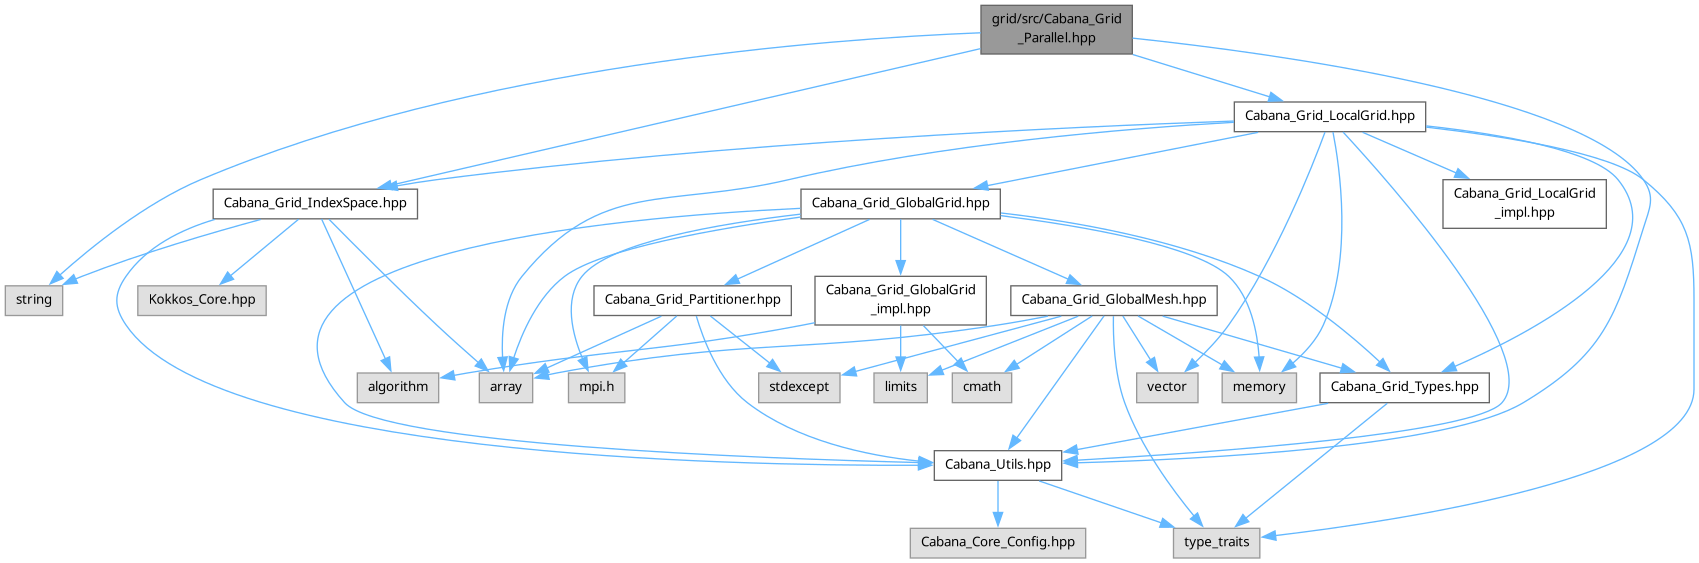 grid/src/Cabana_Grid
_Parallel.hpp
Cabana_Grid_LocalGrid.hpp
Cabana_Grid_IndexSpace.hpp
Cabana_Grid_GlobalGrid.hpp
Cabana_Grid_LocalGrid
_impl.hpp
string
Kokkos_Core.hpp
Cabana_Grid_Partitioner.hpp
Cabana_Grid_GlobalGrid
_impl.hpp
Cabana_Grid_GlobalMesh.hpp
algorithm
array
mpi.h
stdexcept
limits
cmath
vector
memory
Cabana_Grid_Types.hpp
Cabana_Utils.hpp
Cabana_Core_Config.hpp
type_traits